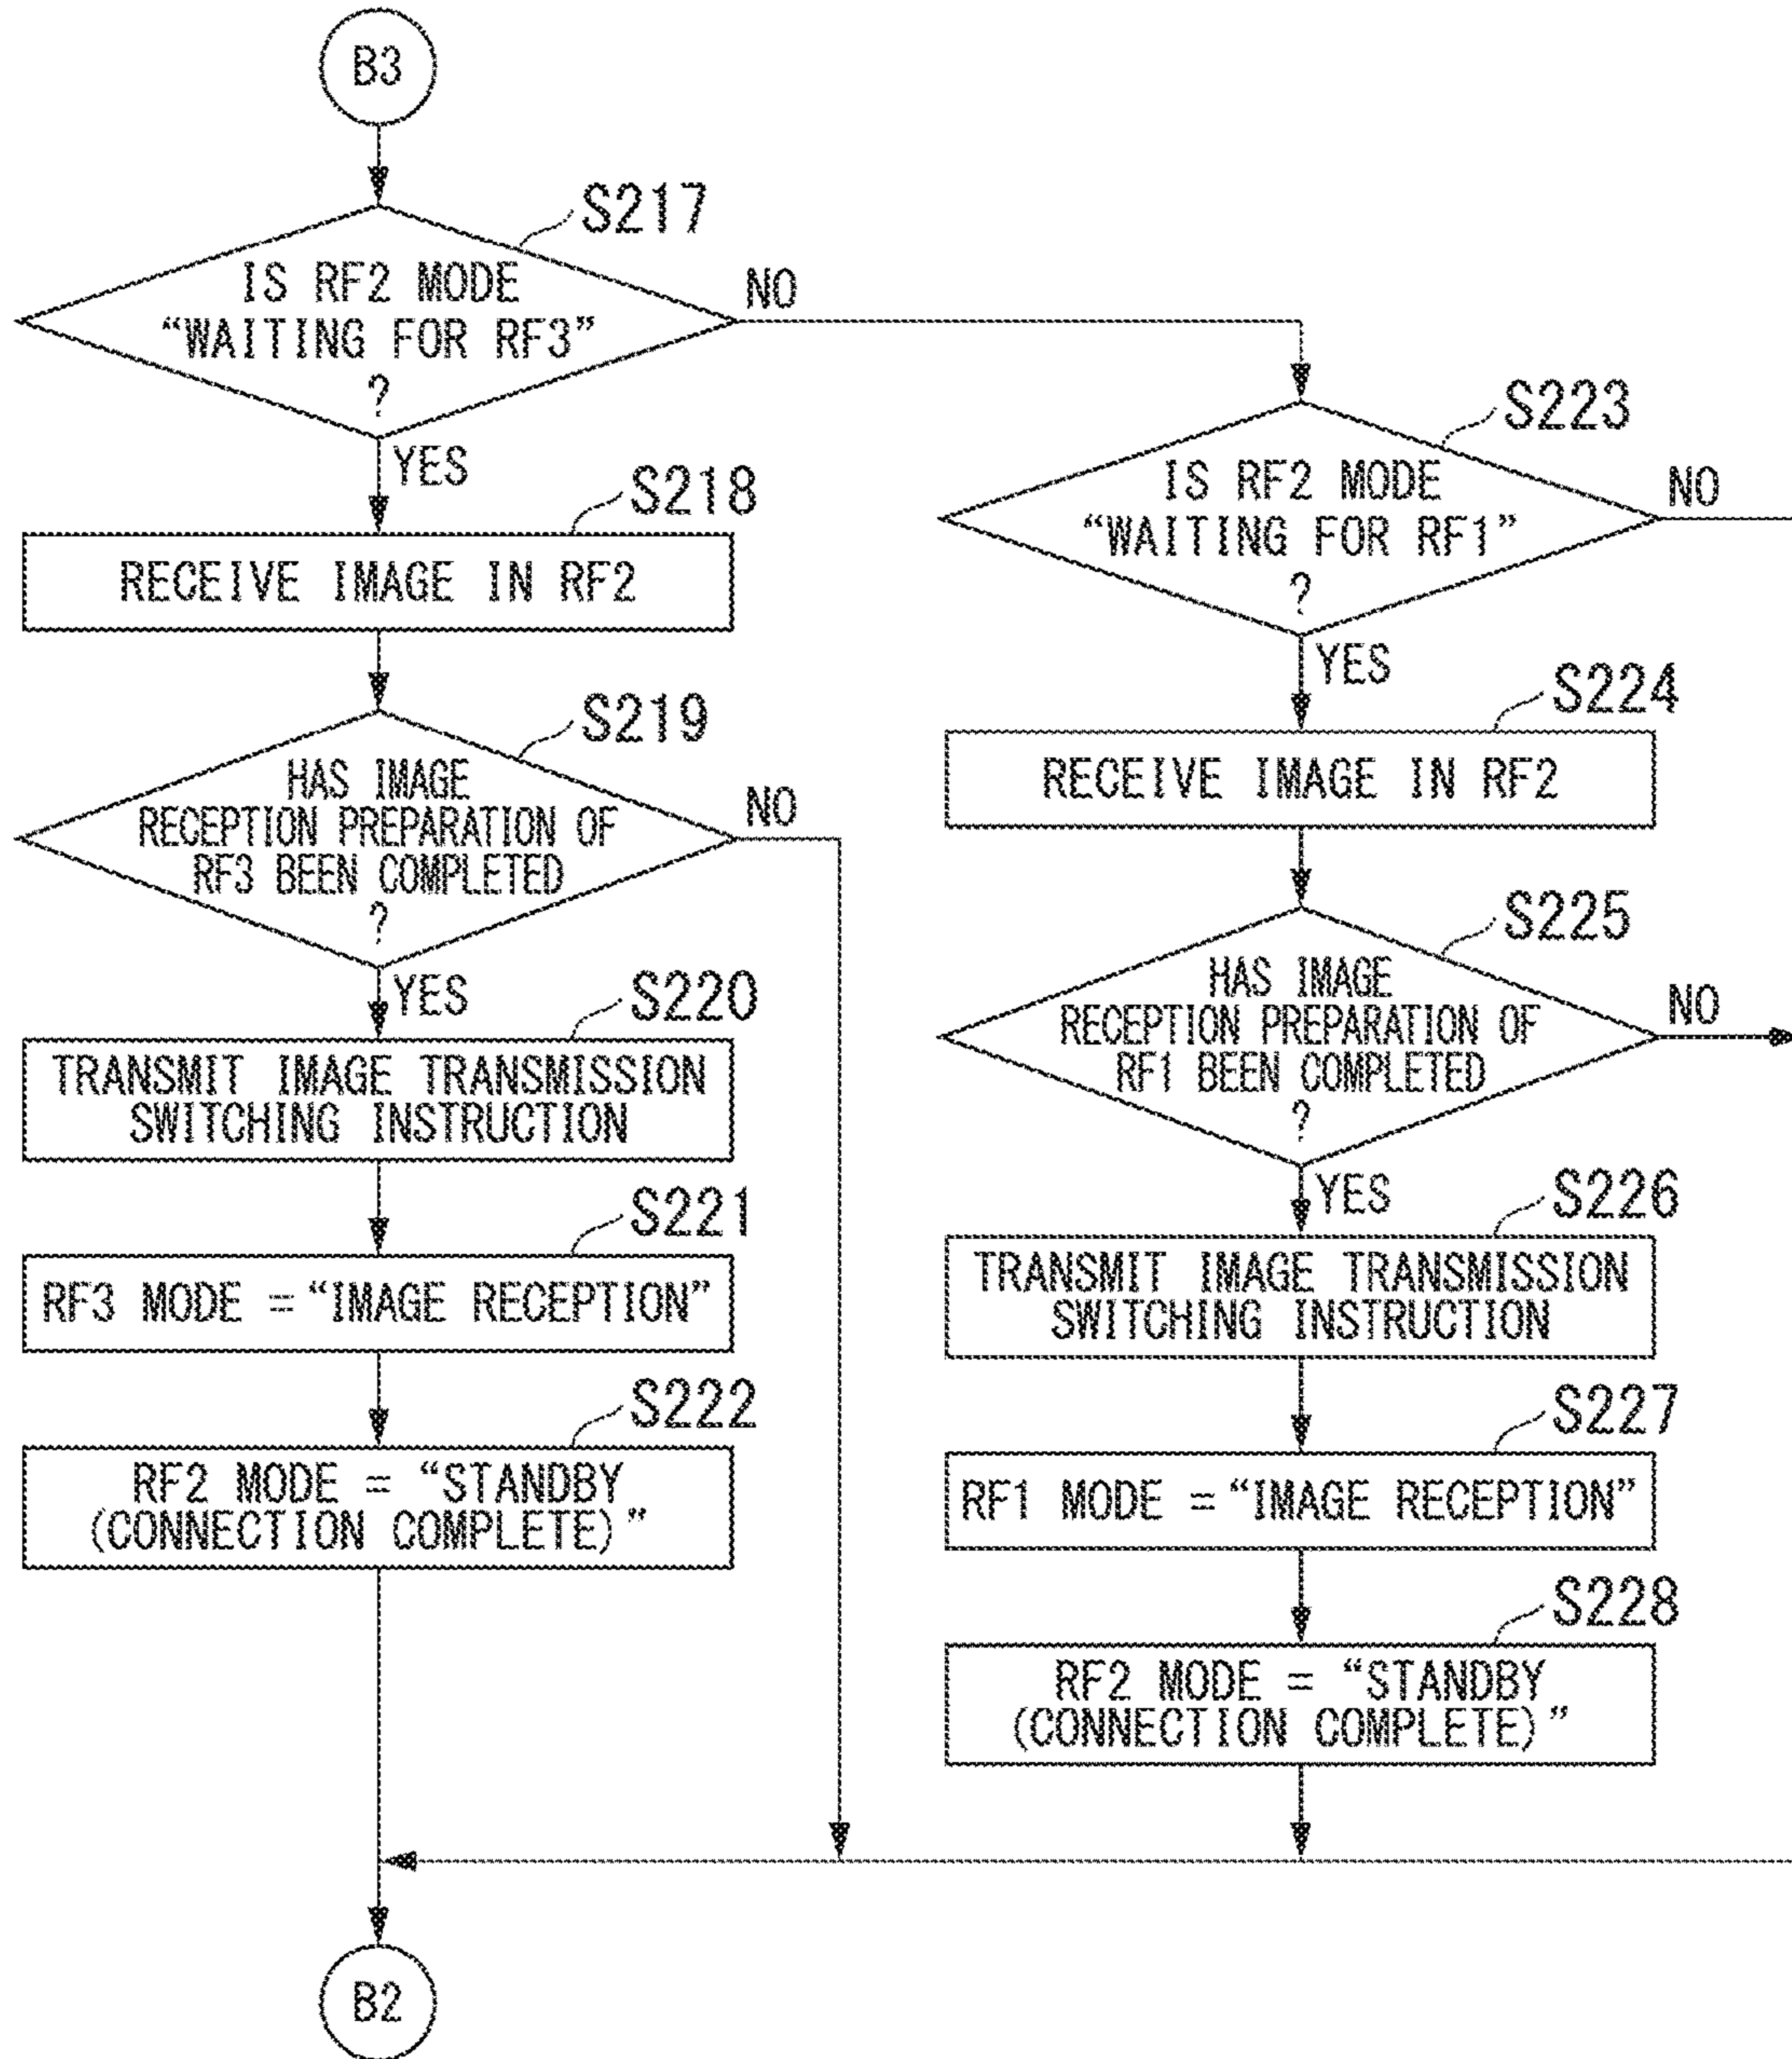 B3
S217
IS RF2 MODE
“WAITING FOR RF3”
?
NO
YES
S218
RECEIVE IMAGE IN RF2
S219
HAS IMAGE
RECEPTION PREPARATION OF
RF3 BEEN COMPLETED
?
NO
YES
S220
TRANSMIT IMAGE TRANSMISSION
SWITCHING INSTRUCTION
S221
RF3 MODE = “IMAGE RECEPTION”
S222
RF2 MODE = “STANDBY
(CONNECTION COMPLETE)”
S223
IS RF2 MODE
“WAITING FOR RF1”
?
NO
YES
S224
RECEIVE IMAGE IN RF2
S225
HAS IMAGE
RECEPTION PREPARATION OF
RF1 BEEN COMPLETED
?
NO
YES
S226
TRANSMIT IMAGE TRANSMISSION
SWITCHING INSTRUCTION
S227
RF1 MODE = “IMAGE RECEPTION”
S228
RF2 MODE = “STANDBY
(CONNECTION COMPLETE)”
B2